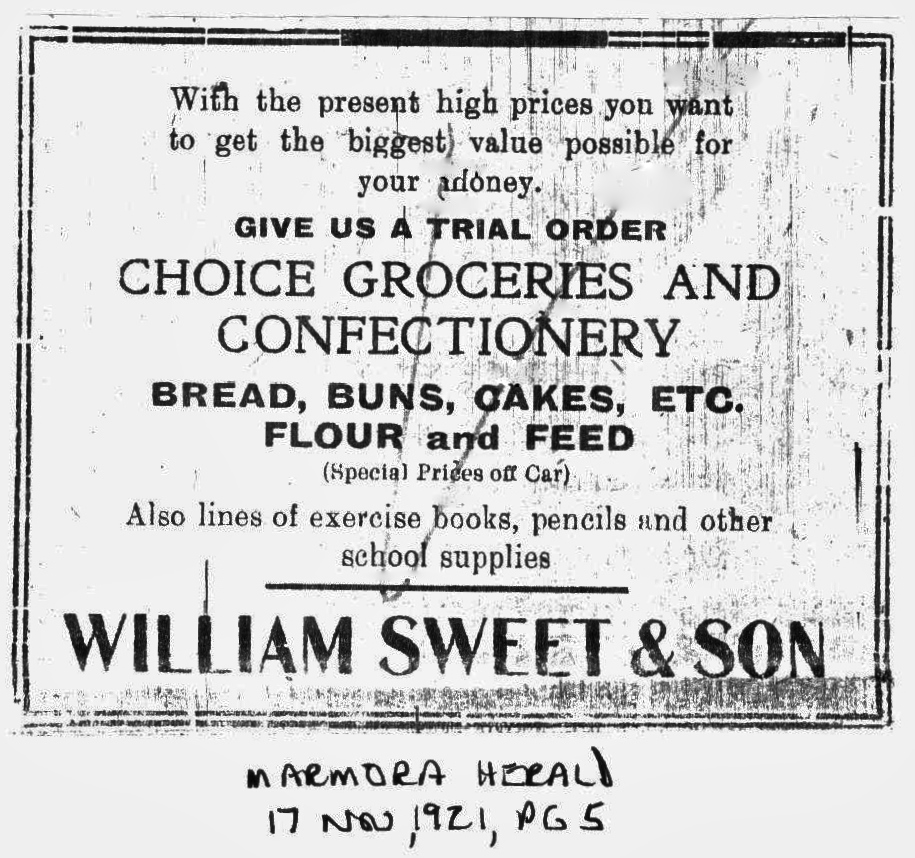 With the present high prices you want
to get the biggest value possible for
your money.
GIVE US A TRIAL ORDER
CHOICE GROCERIES AND
CONFECTIONERY
BREAD, BUNS, CAKES, ETC.
FLOUR and FEED
(Special Prices off Car)
Also lines of exercise books, pencils and other
school supplies
WILLIAM SWEET & SON
MARMORA HERALD
17 NOV, 1921, PG 5